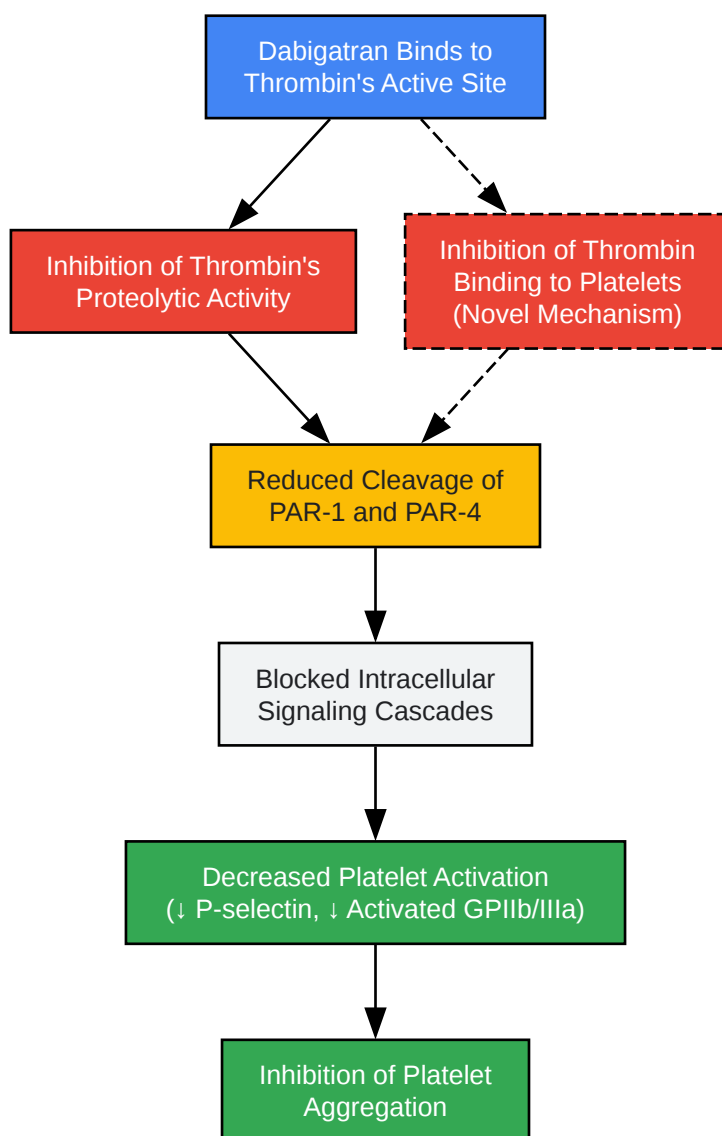 Dabigatran Binds to
Thrombin's Active Site
Inhibition of Thrombin's
Proteolytic Activity
Inhibition of Thrombin
Binding to Platelets
(Novel Mechanism)
Reduced Cleavage of
PAR-1 and PAR-4
Blocked Intracellular
Signaling Cascades
Decreased Platelet Activation
(↓ P-selectin, ↓ Activated GPIIb/IIIa)
Inhibition of Platelet
Aggregation